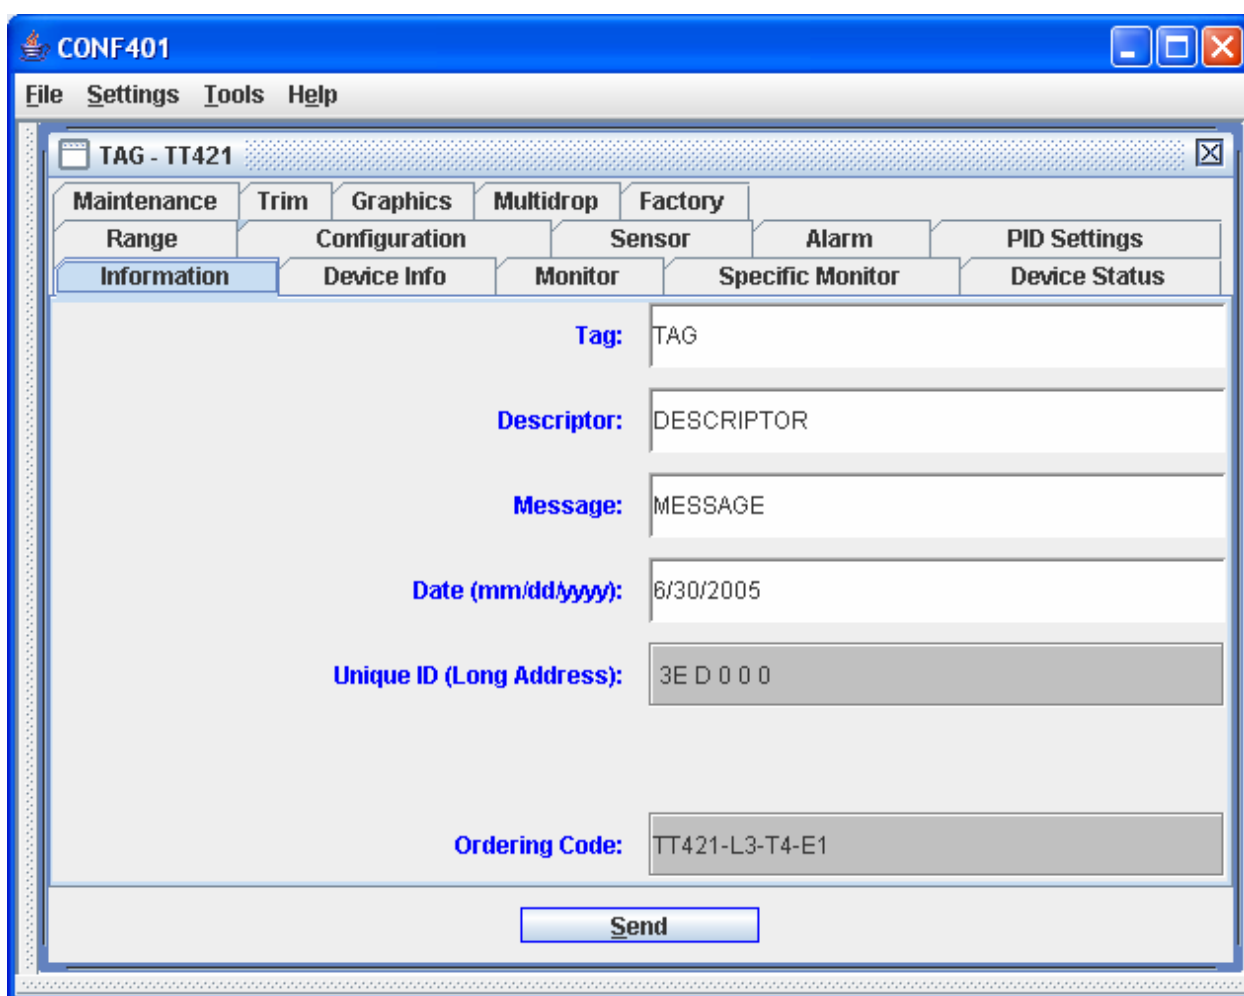 CONF401
File Settings Tools Help
TAG - TT421
Maintenance Trim Graphics Multidrop Factory
Range Configuration Sensor Alarm PID Settings
Information Device Info Monitor Specific Monitor Device Status
Tag: TAG
Descriptor: DESCRIPTOR
Message: MESSAGE
Date (mm/dd/yyyy): 6/30/2005
Unique ID (Long Address): 3E D 0 0 0
Ordering Code: TT421-L3-T4-E1
Send